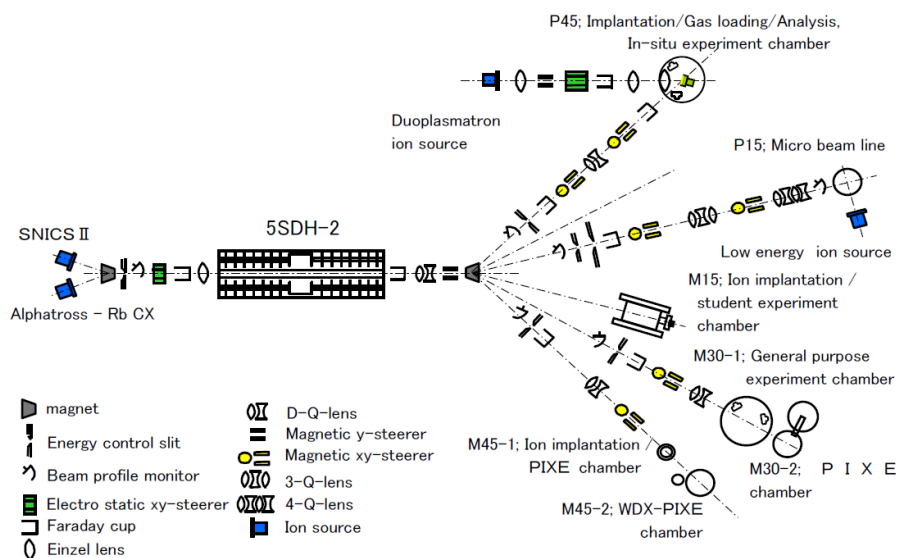 P45; Implantation/Gas loading/Analysis,
In-situ experiment chamber
Duoplasmatron
ion source
P15; Micro beam line
5SDH-2
SNICS II
Low energy ion source
Alphatross - Rb CX
M15; Ion implantation /
student experiment
chamber
M30-1; General purpose
experiment chamber
magnet
Energy control slit
Beam profile monitor
Electro static xy-steerer
Faraday cup
Einzel lens
D-Q-lens
Magnetic y-steerer
Magnetic xy-steerer
3-Q-lens
4-Q-lens
Ion source
M45-1; Ion implantation /
PIXE chamber
M30-2; P I X E
chamber
M45-2; WDX-PIXE
chamber